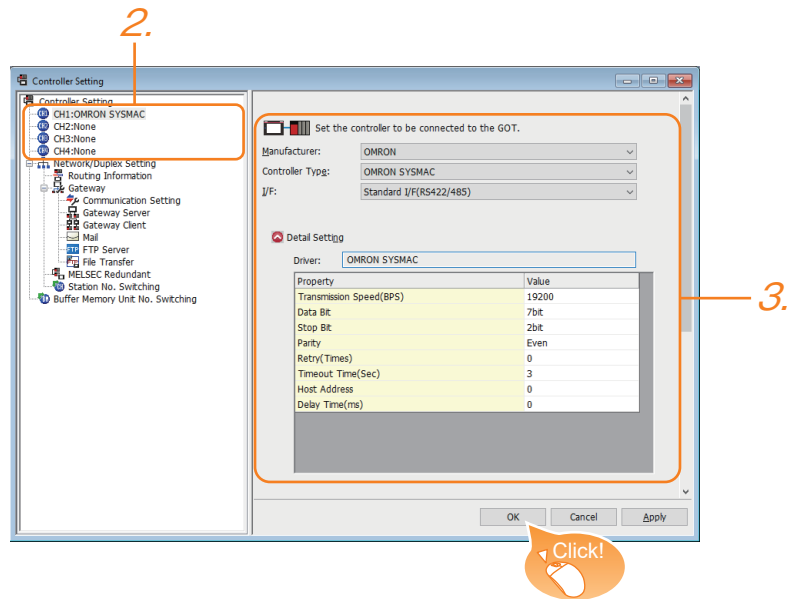 2.
Controller Setting
Controller Setting
CH1:OMRON SYSMAC
CH2:None
CH3:None
CH4:None
Network/Duplex Setting
Routing Information
Gateway
Communication Setting
Gateway Server
Gateway Client
Mail
FTP FTP Server
File Transfer
MELSEC Redundant
Station No. Switching
Buffer Memory Unit No. Switching
Set the controller to be connected to the GOT.
Manufacturer: OMRON
Controller Type: OMRON SYSMAC
I/F: Standard I/F(RS422/485)
Detail Setting
Driver: OMRON SYSMAC
Property Value
Transmission Speed(BPS) 19200
Data Bit 7bit
Stop Bit 2bit
Parity Even
Retry(Times) 0
Timeout Time(Sec) 3
Host Address 0
Delay Time(ms) 0
3.
OK Cancel Apply
Click!